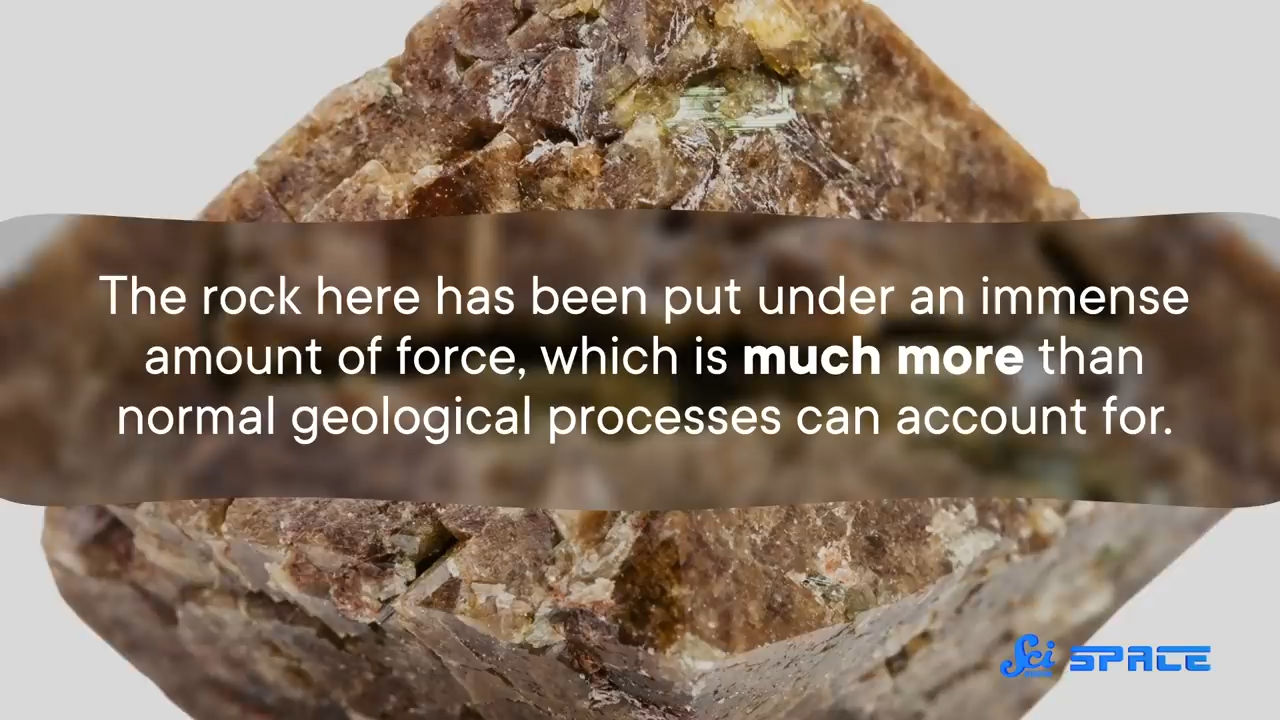 The rock here has been put under an immense
amount of force, which is much more than
normal geological processes can account for.
Sci SPACE